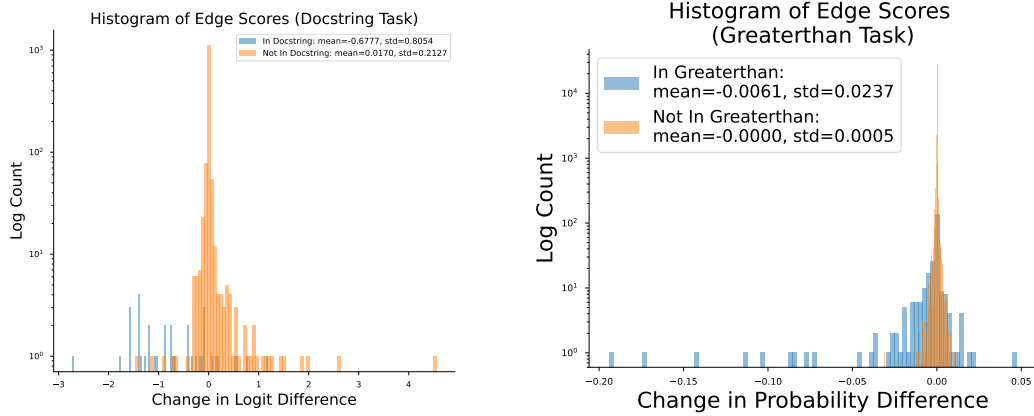 Histogram of Edge Scores (Docstring Task)
In Docstring: mean=-0.6777, std=0.8054
Not In Docstring: mean=0.0170, std=0.2127
Log Count
10³
10²
10¹
10⁰
−3 −2 −1 0 1 2 3 4
Change in Logit Difference
Histogram of Edge Scores
(Greaterthan Task)
In Greaterthan:
mean=-0.0061, std=0.0237
Not In Greaterthan:
mean=-0.0000, std=0.0005
Log Count
10⁴
10³
10²
10¹
10⁰
−0.20 −0.15 −0.10 −0.05 0.00 0.05
Change in Probability Difference